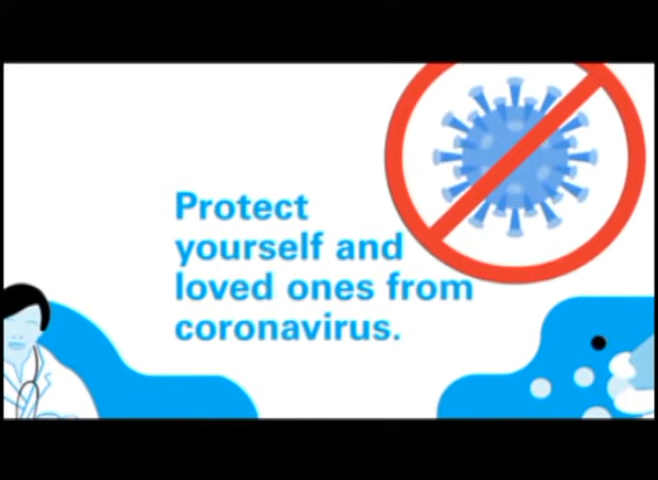 Protect
yourself and
loved ones from
coronavirus.